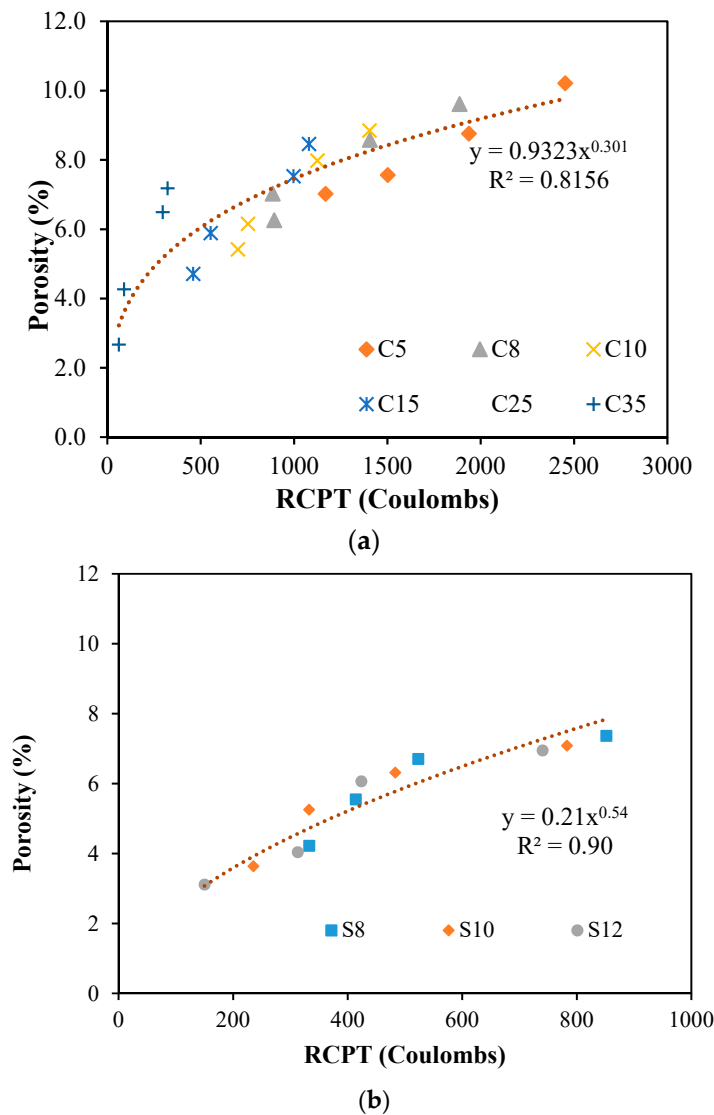 12.0
10.0
8.0
6.0
4.0
2.0
0.0
Porosity (%)
y = 0.9323x^0.301
R² = 0.8156
C5 C8 C10
C15 C25 C35
0 500 1000 1500 2000 2500 3000
RCPT (Coulombs)
(a)
12
10
8
6
4
2
0
Porosity (%)
y = 0.21x^0.54
R² = 0.90
S8 S10 S12
0 200 400 600 800 1000
RCPT (Coulombs)
(b)